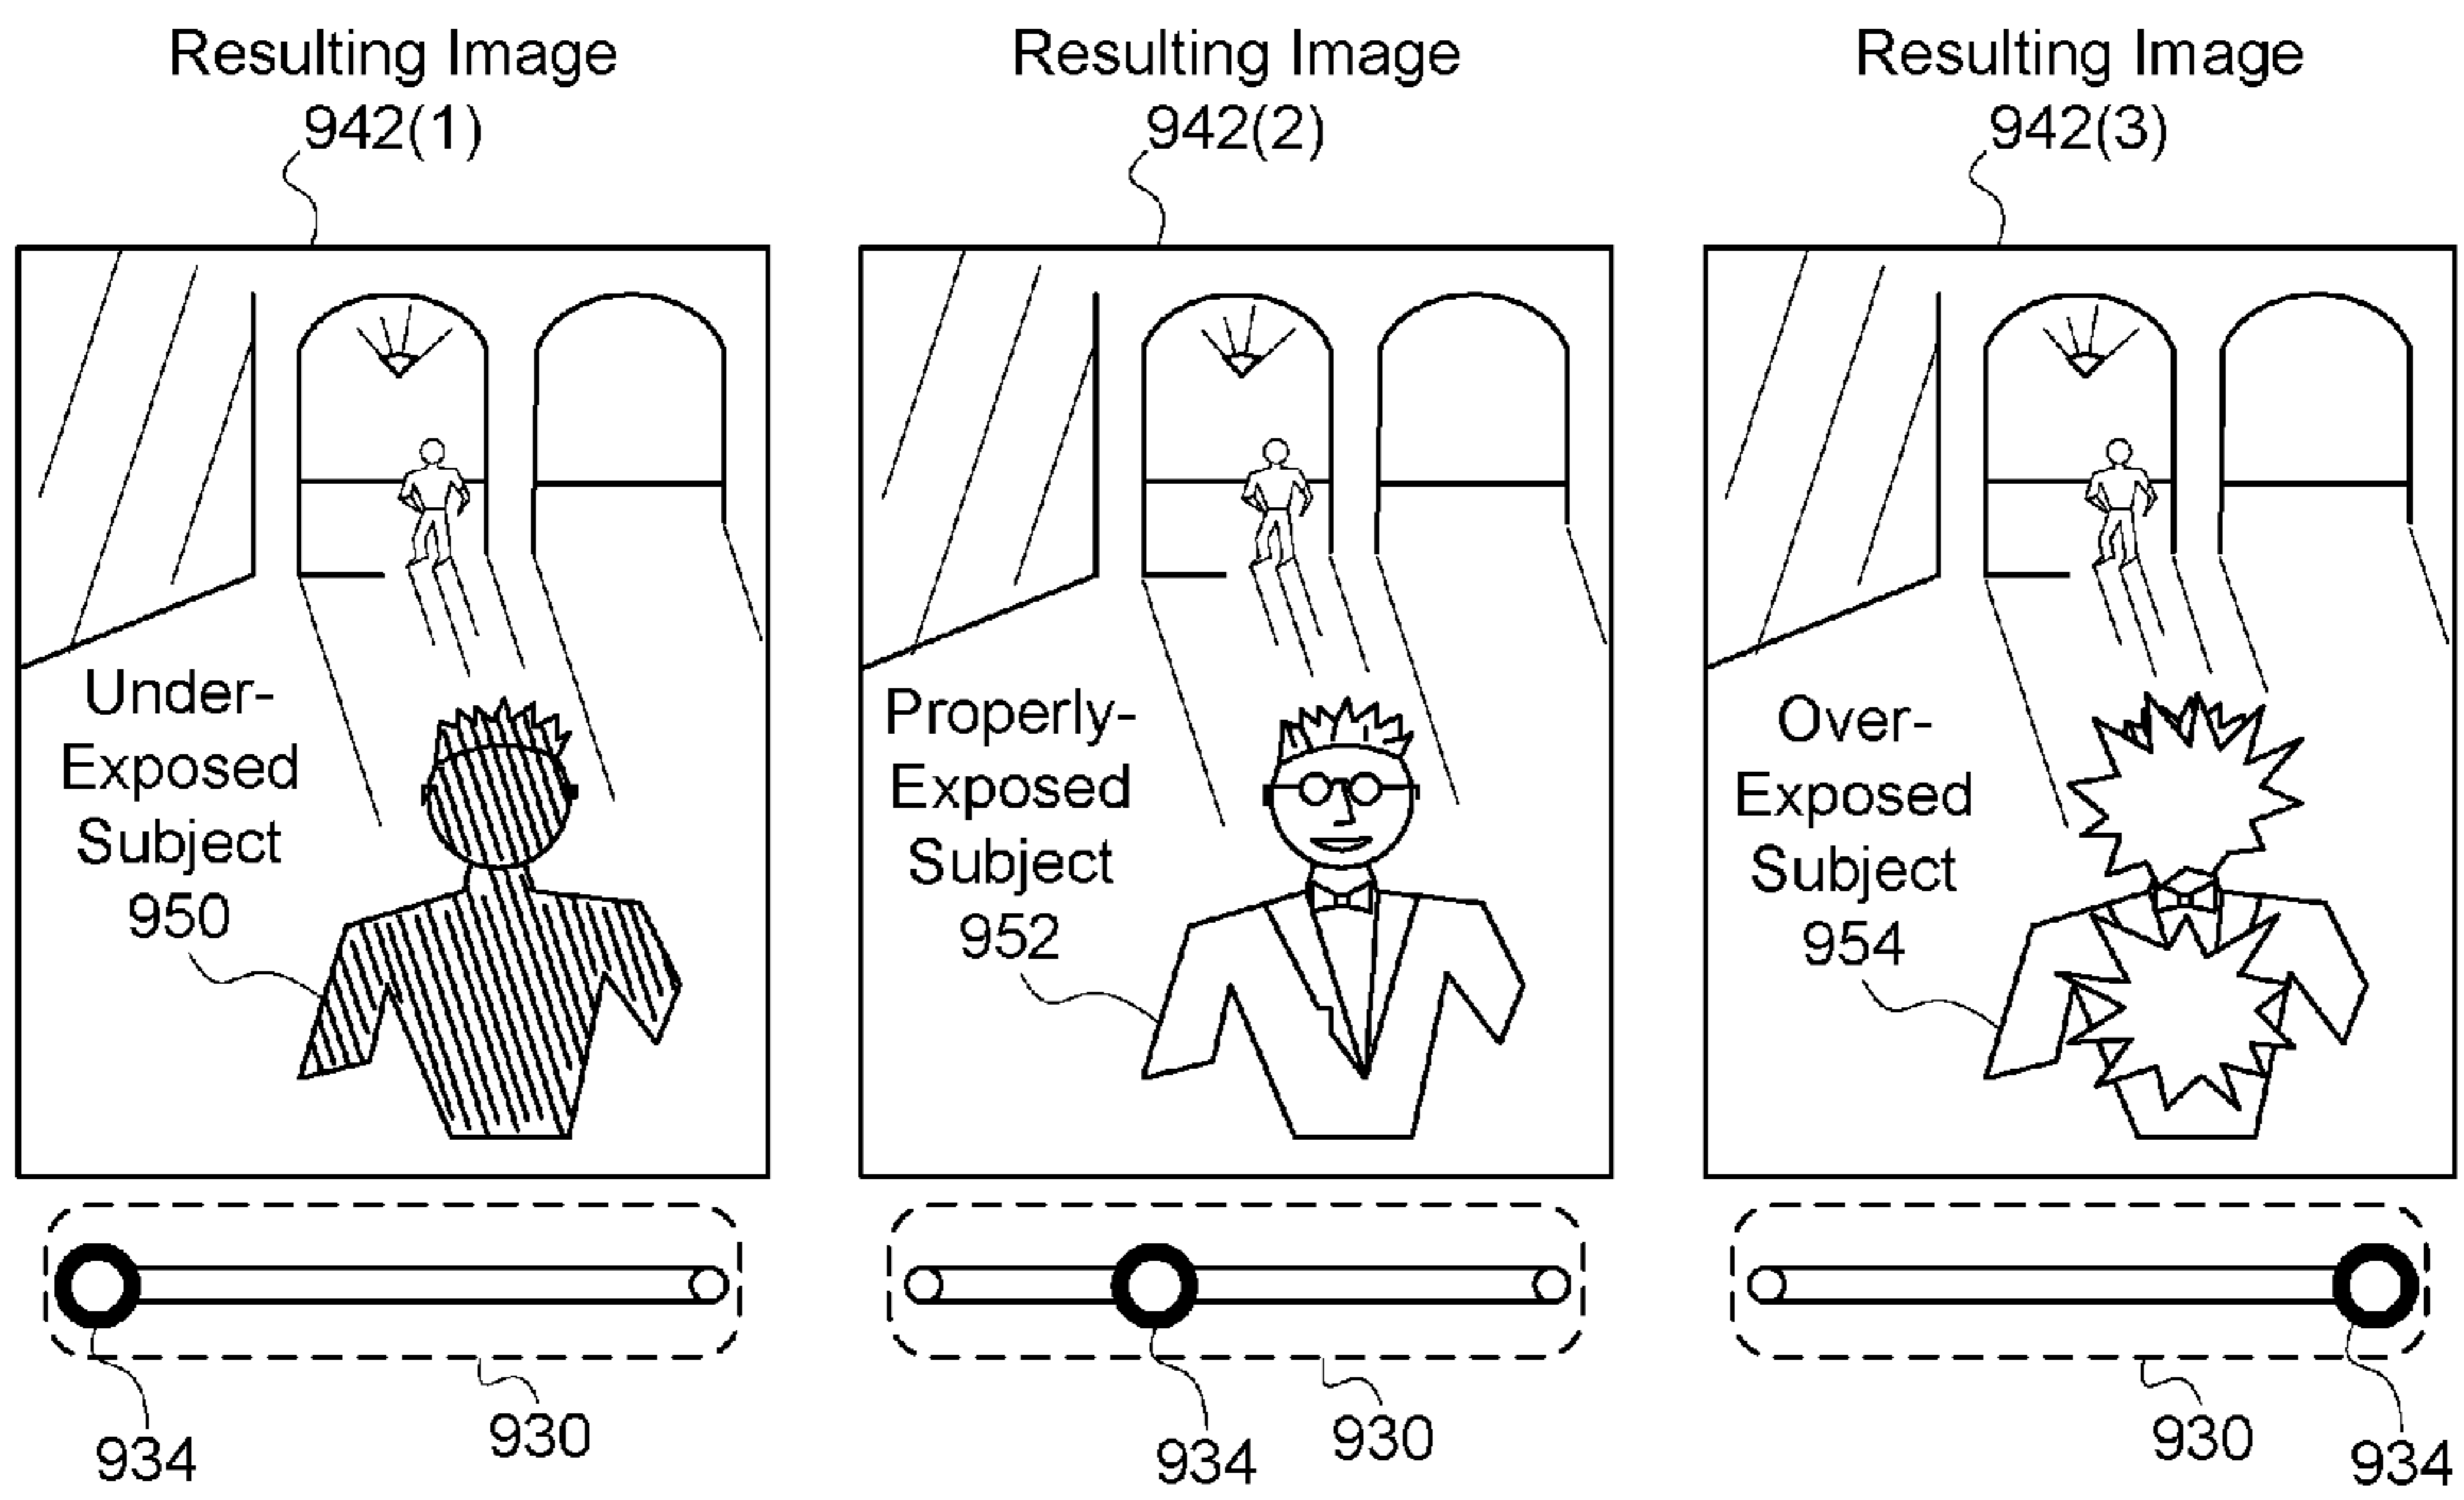 Resulting Image
942(1)
Resulting Image
942(2)
Resulting Image
942(3)
Under-
Exposed
Subject
950
Properly-
Exposed
Subject
952
Over-
Exposed
Subject
954
934
930
934
930
930
934